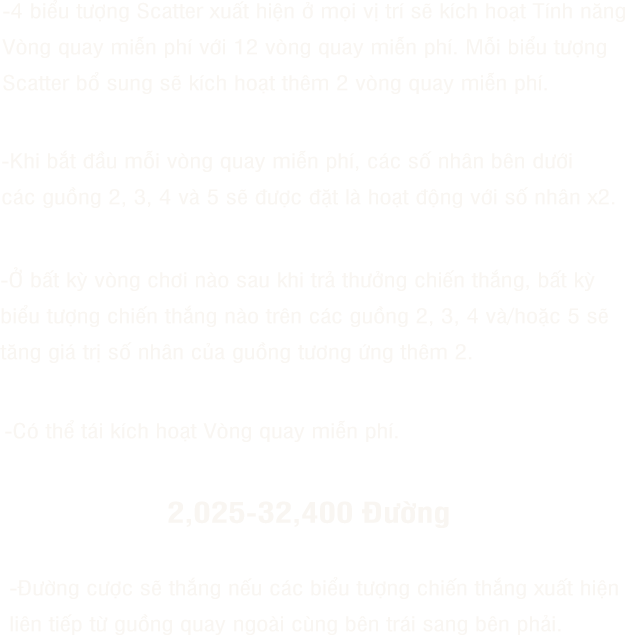 -4 biểu tượng Scatter xuất hiện ở mọi vị trí sẽ kích hoạt Tính năng
Vòng quay miễn phí với 12 vòng quay miễn phí. Mỗi biểu tượng
Scatter bổ sung sẽ kích hoạt thêm 2 vòng quay miễn phí.
-Khi bắt đầu mỗi vòng quay miễn phí, các số nhân bên dưới
các guồng 2, 3, 4 và 5 sẽ được đặt là hoạt động với số nhân x2.
-Ở bất kỳ vòng chơi nào sau khi trả thưởng chiến thắng, bất kỳ
biểu tượng chiến thắng nào trên các guồng 2, 3, 4 và/hoặc 5 sẽ
tăng giá trị số nhân của guồng tương ứng thêm 2.
-Có thể tái kích hoạt Vòng quay miễn phí.
2,025-32,400 Đường
-Đường cược sẽ thắng nếu các biểu tượng chiến thắng xuất hiện
liên tiếp từ guồng quay ngoài cùng bên trái sang bên phải.